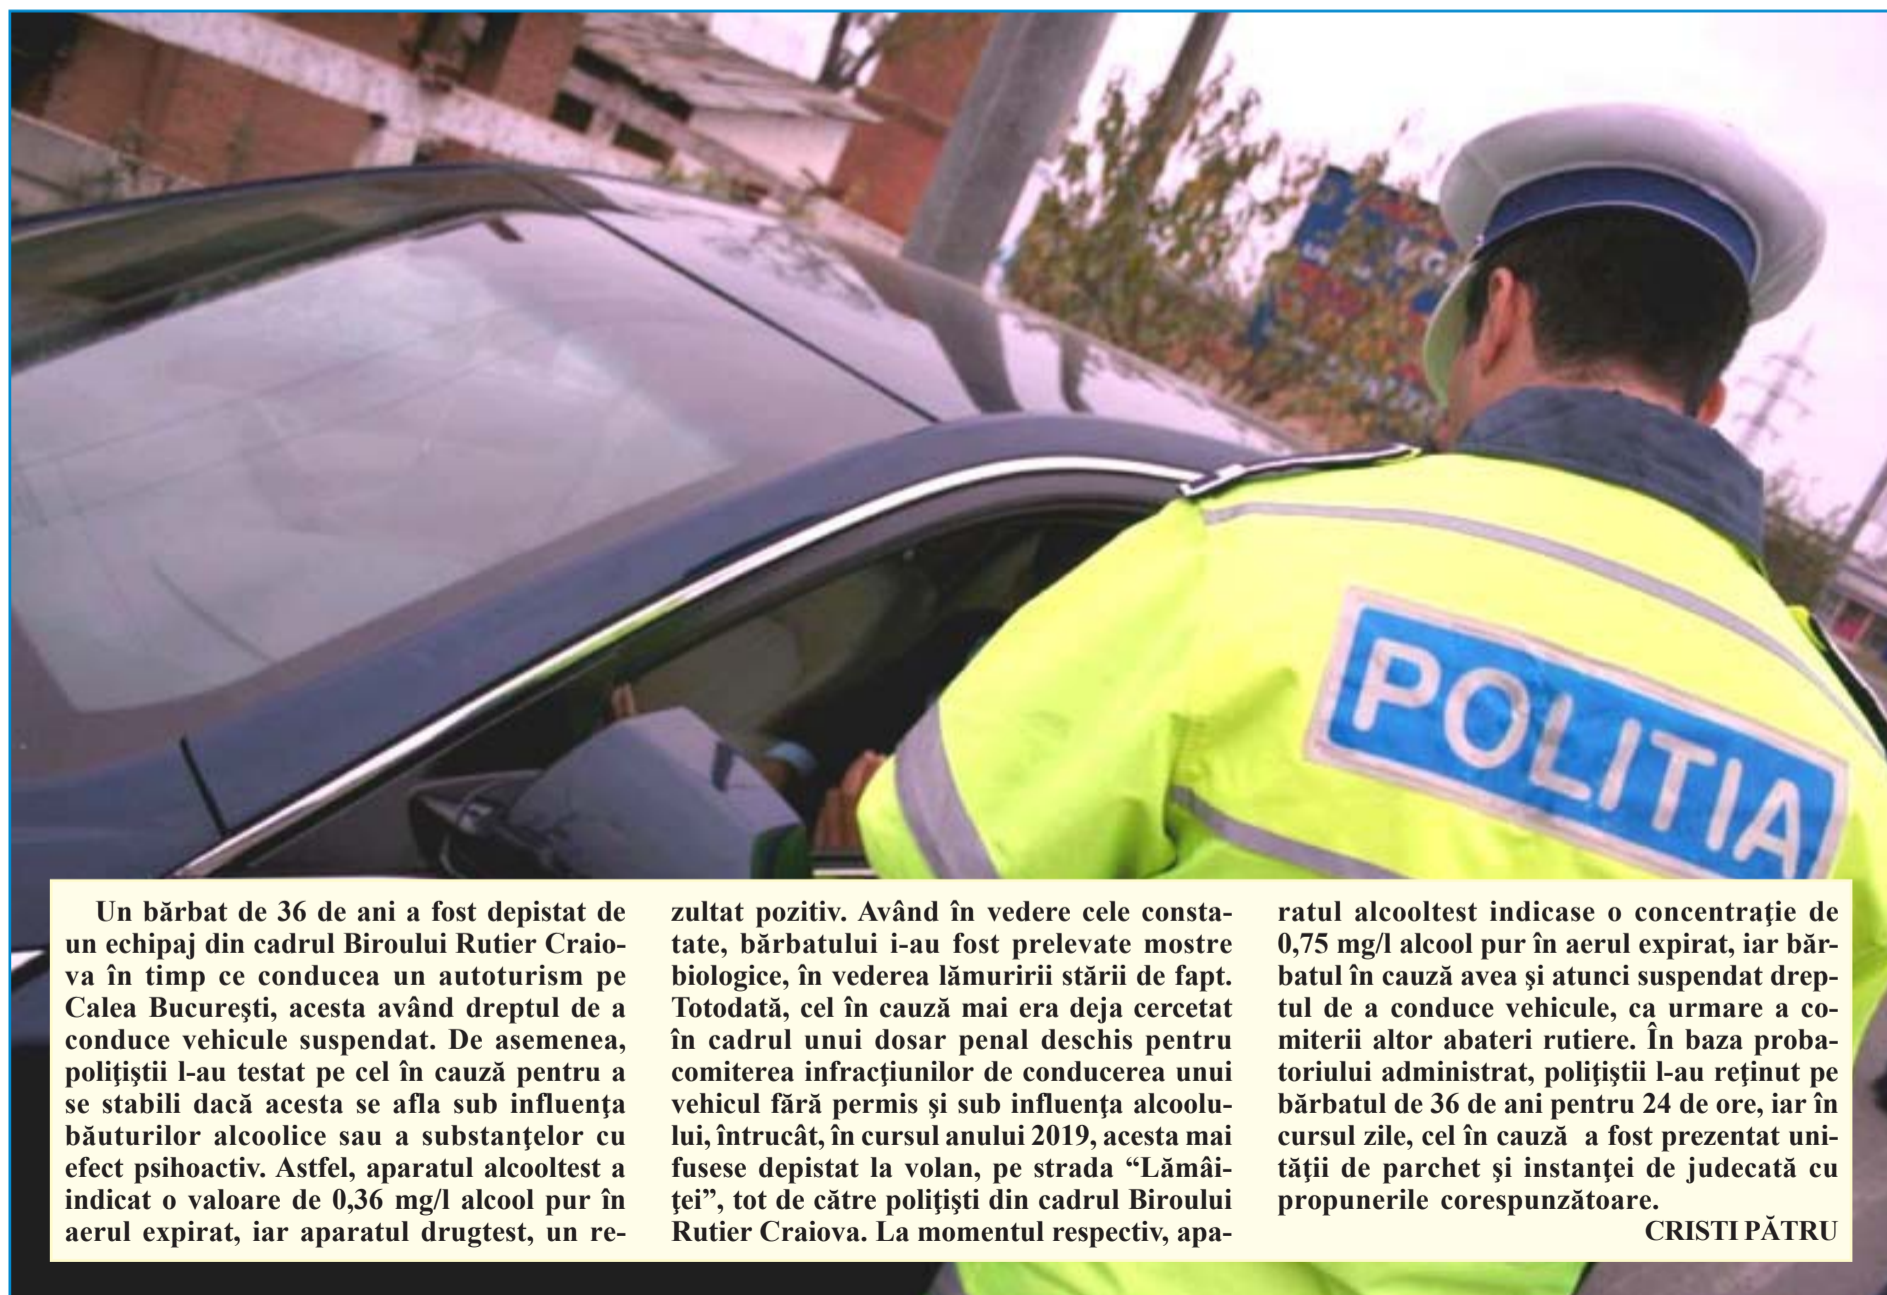 POLITIA
Un bărbat de 36 de ani a fost depistat de
un echipaj din cadrul Biroului Rutier Craio-
va în timp ce conducea un autoturism pe
Calea Bucureşti, acesta având dreptul de a
conduce vehicule suspendat. De asemenea,
poliţiştii l-au testat pe cel în cauză pentru a
se stabili dacă acesta se afla sub influenţa
băuturilor alcoolice sau a substanţelor cu
efect psihoactiv. Astfel, aparatul alcooltest a
indicat o valoare de 0,36 mg/l alcool pur în
aerul expirat, iar aparatul drugtest, un re-
zultat pozitiv. Având în vedere cele consta-
tate, bărbatului i-au fost prelevate mostre
biologice, în vederea lămuririi stării de fapt.
Totodată, cel în cauză mai era deja cercetat
în cadrul unui dosar penal deschis pentru
comiterea infracţiunilor de conducerea unui
vehicul fără permis şi sub influenţa alcoolu-
lui, întrucât, în cursul anului 2019, acesta mai
fusese depistat la volan, pe strada “Lămâi-
ţei”, tot de către poliţişti din cadrul Biroului
Rutier Craiova. La momentul respectiv, apa-
ratul alcooltest indicase o concentraţie de
0,75 mg/l alcool pur în aerul expirat, iar băr-
batul în cauză avea şi atunci suspendat drep-
tul de a conduce vehicule, ca urmare a co-
miterii altor abateri rutiere. În baza proba-
toriului administrat, poliţiştii l-au reţinut pe
bărbatul de 36 de ani pentru 24 de ore, iar în
cursul zile, cel în cauză a fost prezentat uni-
tăţii de parchet şi instanţei de judecată cu
propunerile corespunzătoare.
CRISTI PĂTRU